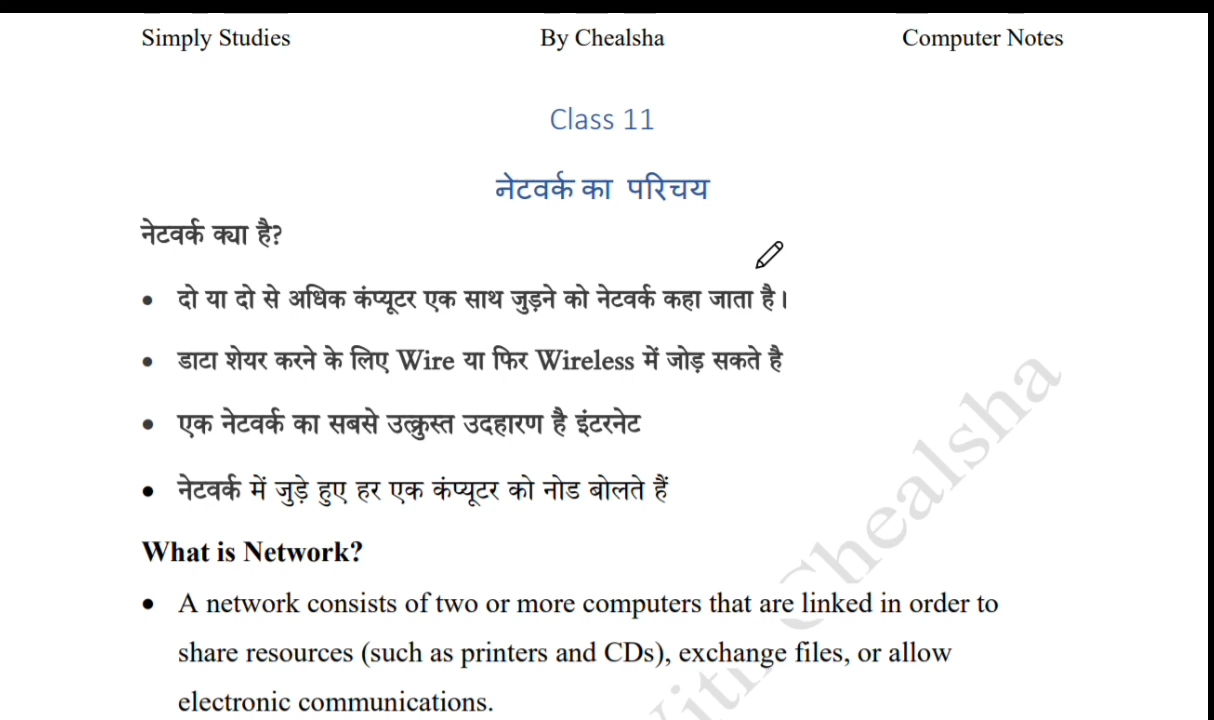 Simply Studies By Chealsha Computer Notes
Class 11
नेटवर्क का परिचय
नेटवर्क क्या है?
• दो या दो से अधिक कंप्यूटर एक साथ जुड़ने को नेटवर्क कहा जाता है।
• डाटा शेयर करने के लिए Wire या फिर Wireless में जोड़ सकते है
• एक नेटवर्क का सबसे उत्क्रुस्त उदहारण है इंटरनेट
• नेटवर्क में जुड़े हुए हर एक कंप्यूटर को नोड बोलते हैं
What is Network?
• A network consists of two or more computers that are linked in order to
share resources (such as printers and CDs), exchange files, or allow
electronic communications.
Chealsha